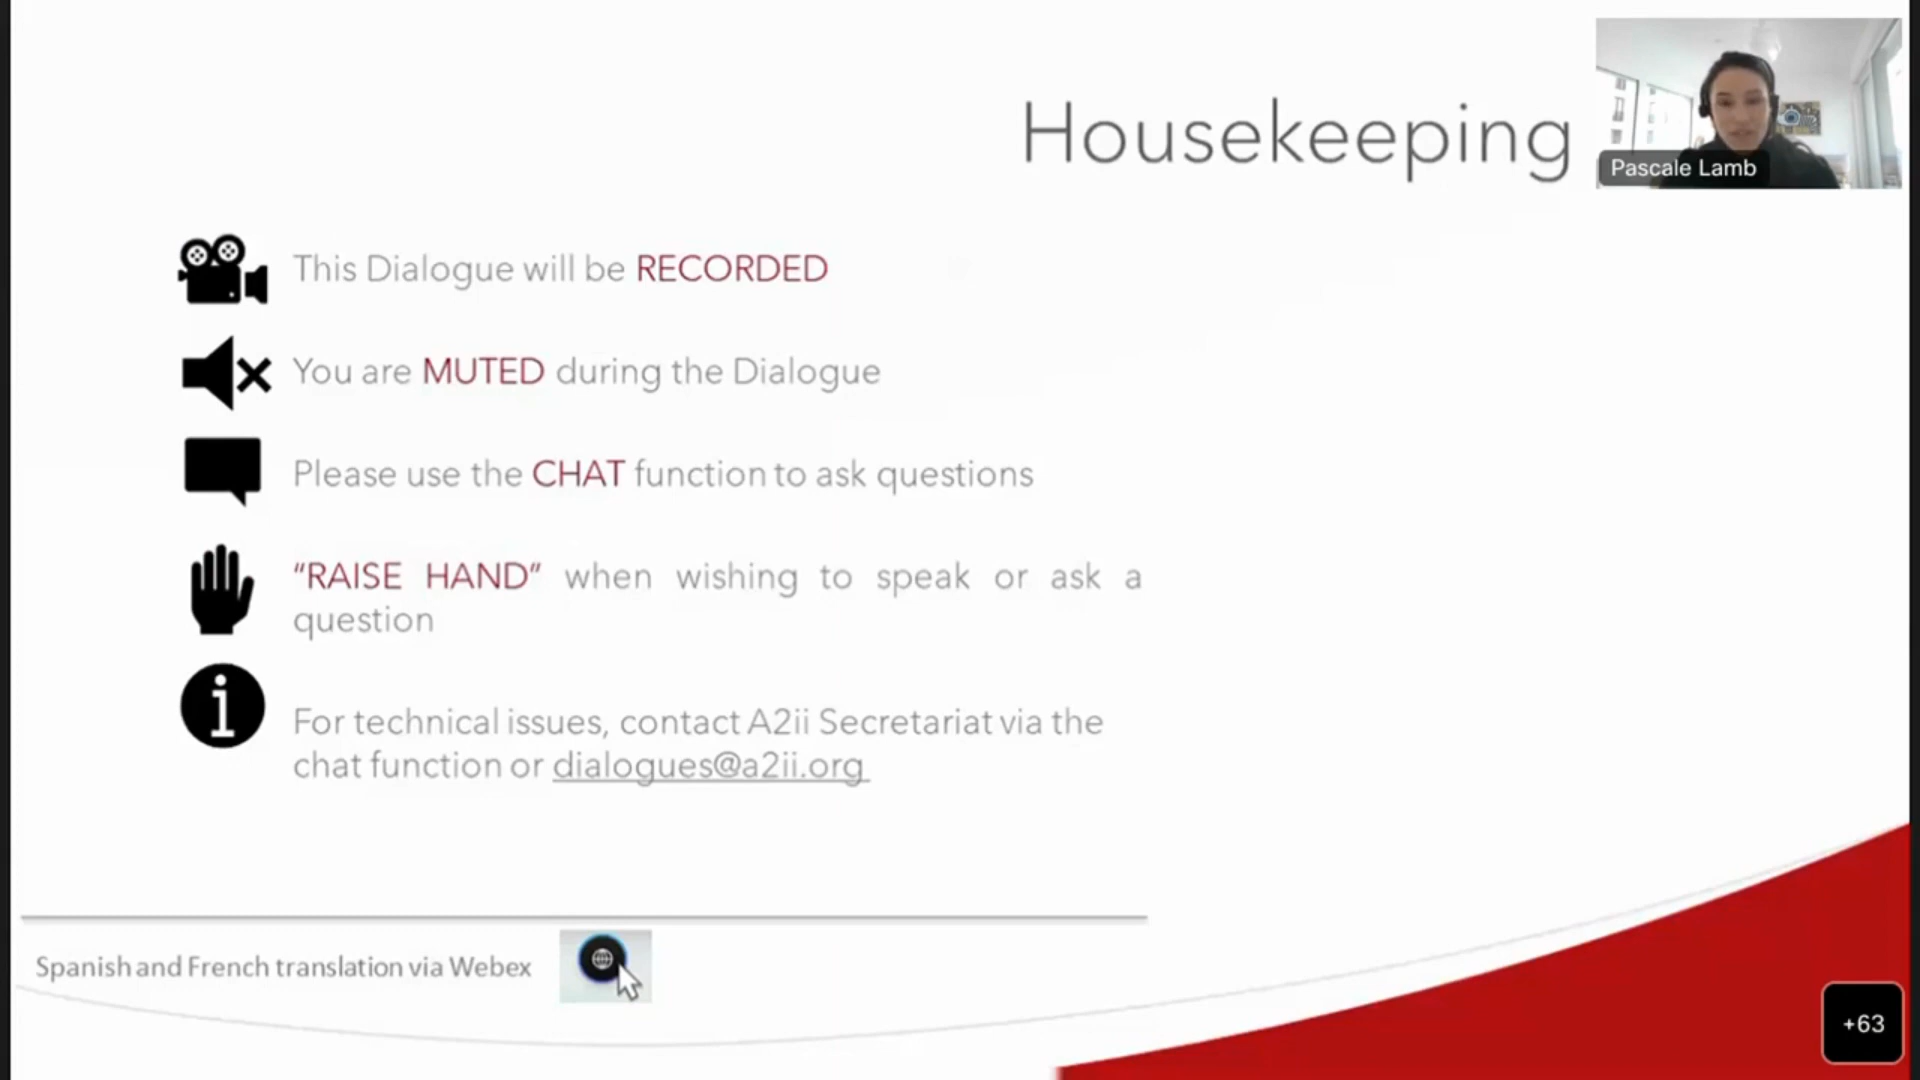 Housekeeping
Pascale Lamb
This Dialogue will be RECORDED
You are MUTED during the Dialogue
Please use the CHAT function to ask questions
“RAISE HAND” when wishing to speak or ask a
question
For technical issues, contact A2ii Secretariat via the
chat function or dialogues@a2ii.org
Spanish and French translation via Webex
+63